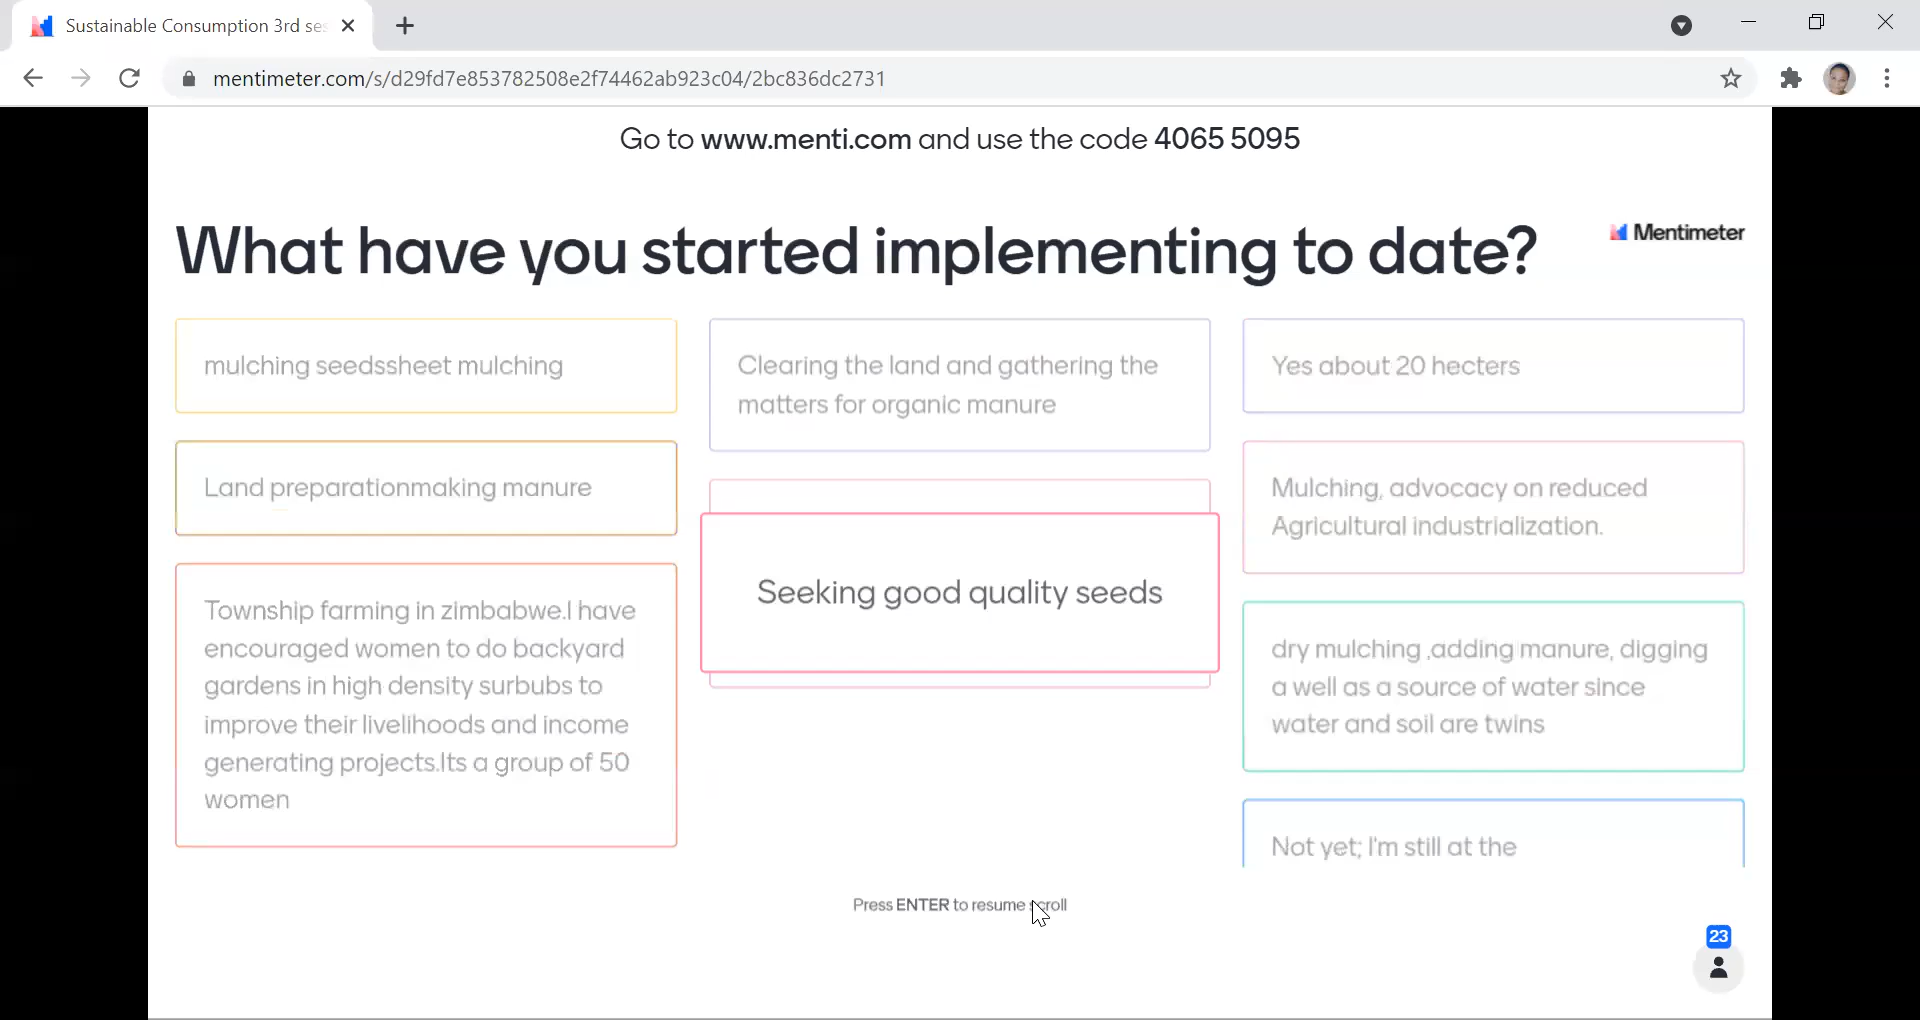 Sustainable Consumption 3rd ses
mentimeter.com/s/d29fd7e853782508e2f74462ab923c04/2bc836dc2731
Go to www.menti.com and use the code 4065 5095
What have you started implementing to date?
Mentimeter
mulching seedssheet mulching
Land preparationmaking manure
Township farming in zimbabwe.I have
encouraged women to do backyard
gardens in high density surbubs to
improve their livelihoods and income
generating projects.Its a group of 50
women
Clearing the land and gathering the
matters for organic manure
Seeking good quality seeds
Yes about 20 hecters
Mulching, advocacy on reduced
Agricultural industrialization.
dry mulching ,adding manure, digging
a well as a source of water since
water and soil are twins
Not yet; I'm still at the
Press ENTER to resume scroll
23